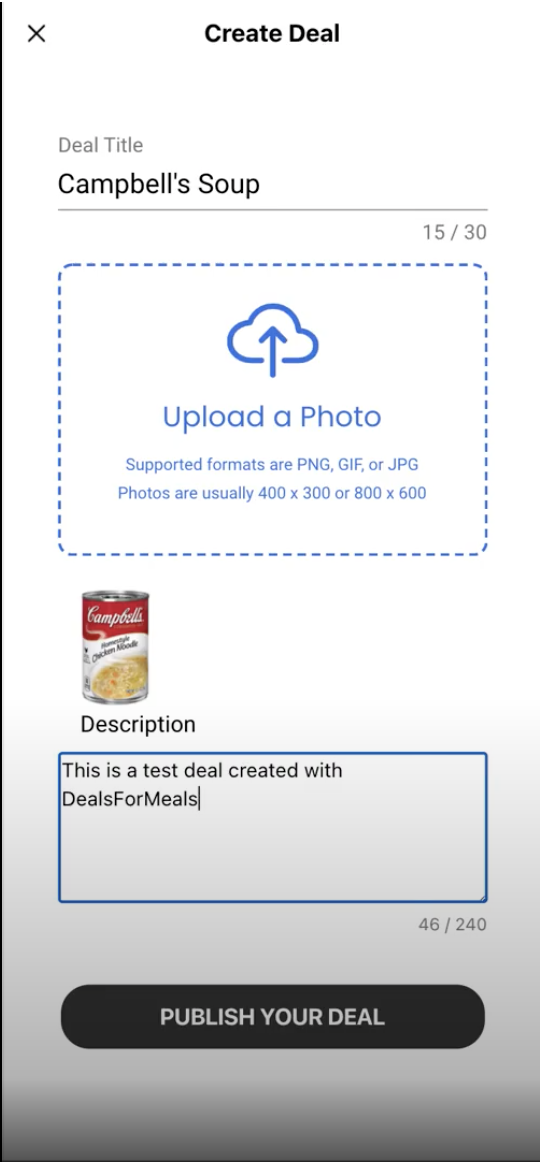 Create Deal
Deal Title
Campbell's Soup
15 / 30
Upload a Photo
Supported formats are PNG, GIF, or JPG
Photos are usually 400 x 300 or 800 x 600
Campbell's
Homestyle
Chicken Noodle
Description
This is a test deal created with
DealsForMeals
46 / 240
PUBLISH YOUR DEAL